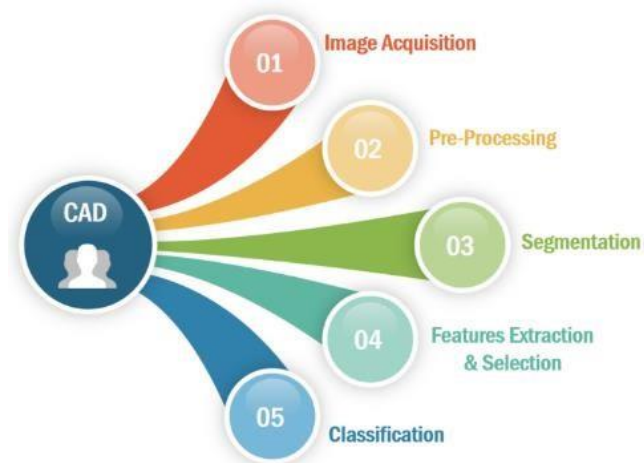 01
Image Acquisition
02
Pre-Processing
CAD
03
Segmentation
04
Features Extraction
& Selection
05
Classification